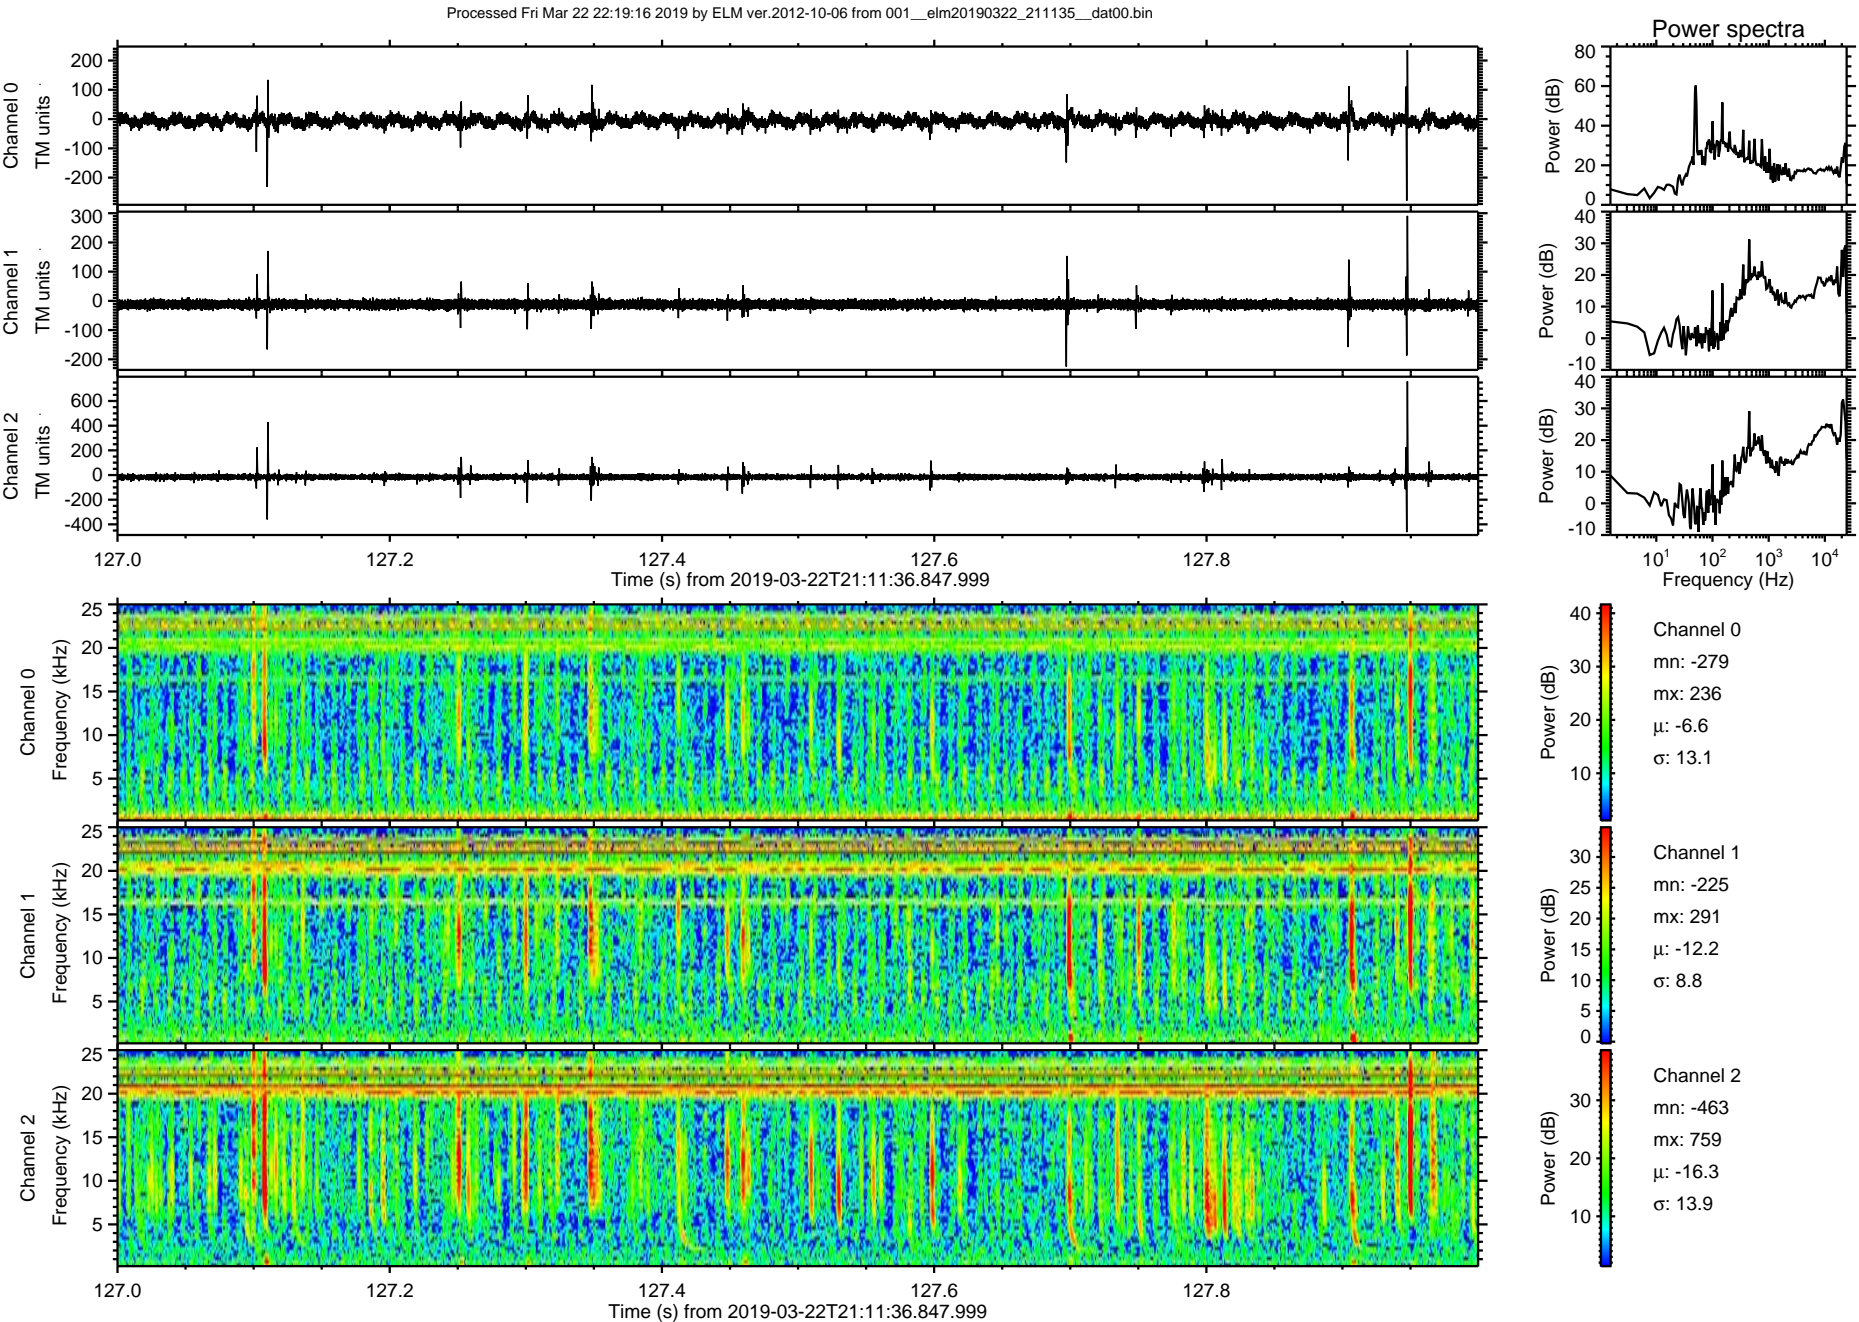 Processed Fri Mar 22 22:19:16 2019 by ELM ver.2012-10-06 from 001__elm20190322_211135__dat00.bin
Power spectra
Channel 0
TM units
200
100
0
-100
-200
Power (dB)
80
60
40
20
0
Channel 1
TM units
300
200
100
0
-100
-200
Power (dB)
40
30
20
10
0
-10
Channel 2
TM units
600
400
200
0
-200
-400
Power (dB)
40
30
20
10
0
-10
127.0 127.2 127.4 127.6 127.8
Time (s) from 2019-03-22T21:11:36.847.999
10^1 10^2 10^3 10^4
Frequency (Hz)
Channel 0
Frequency (kHz)
25
20
15
10
5
Power (dB)
40
30
20
10
Channel 0
mn: -279
mx: 236
µ: -6.6
σ: 13.1
Channel 1
Frequency (kHz)
25
20
15
10
5
Power (dB)
30
25
20
15
10
5
0
Channel 1
mn: -225
mx: 291
µ: -12.2
σ: 8.8
Channel 2
Frequency (kHz)
25
20
15
10
5
Power (dB)
30
20
10
Channel 2
mn: -463
mx: 759
µ: -16.3
σ: 13.9
127.0 127.2 127.4 127.6 127.8
Time (s) from 2019-03-22T21:11:36.847.999